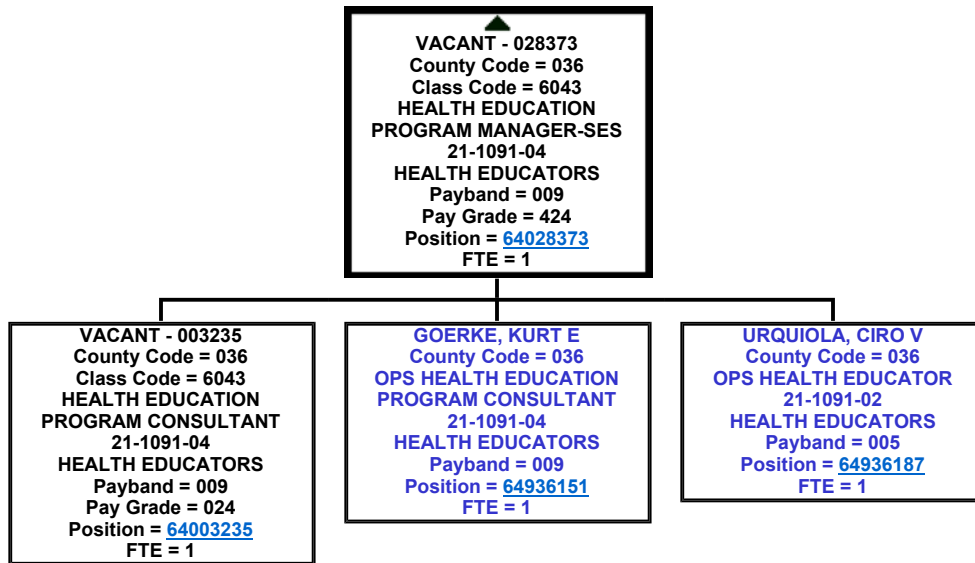 VACANT - 028373
County Code = 036
Class Code = 6043
HEALTH EDUCATION
PROGRAM MANAGER-SES
21-1091-04
HEALTH EDUCATORS
Payband = 009
Pay Grade = 424
Position = 64028373
FTE = 1
VACANT - 003235
County Code = 036
Class Code = 6043
HEALTH EDUCATION
PROGRAM CONSULTANT
21-1091-04
HEALTH EDUCATORS
Payband = 009
Pay Grade = 024
Position = 64003235
FTE = 1
GOERKE, KURT E
County Code = 036
OPS HEALTH EDUCATION
PROGRAM CONSULTANT
21-1091-04
HEALTH EDUCATORS
Payband = 009
Position = 64936151
FTE = 1
URQUIOLA, CIRO V
County Code = 036
OPS HEALTH EDUCATOR
21-1091-02
HEALTH EDUCATORS
Payband = 005
Position = 64936187
FTE = 1